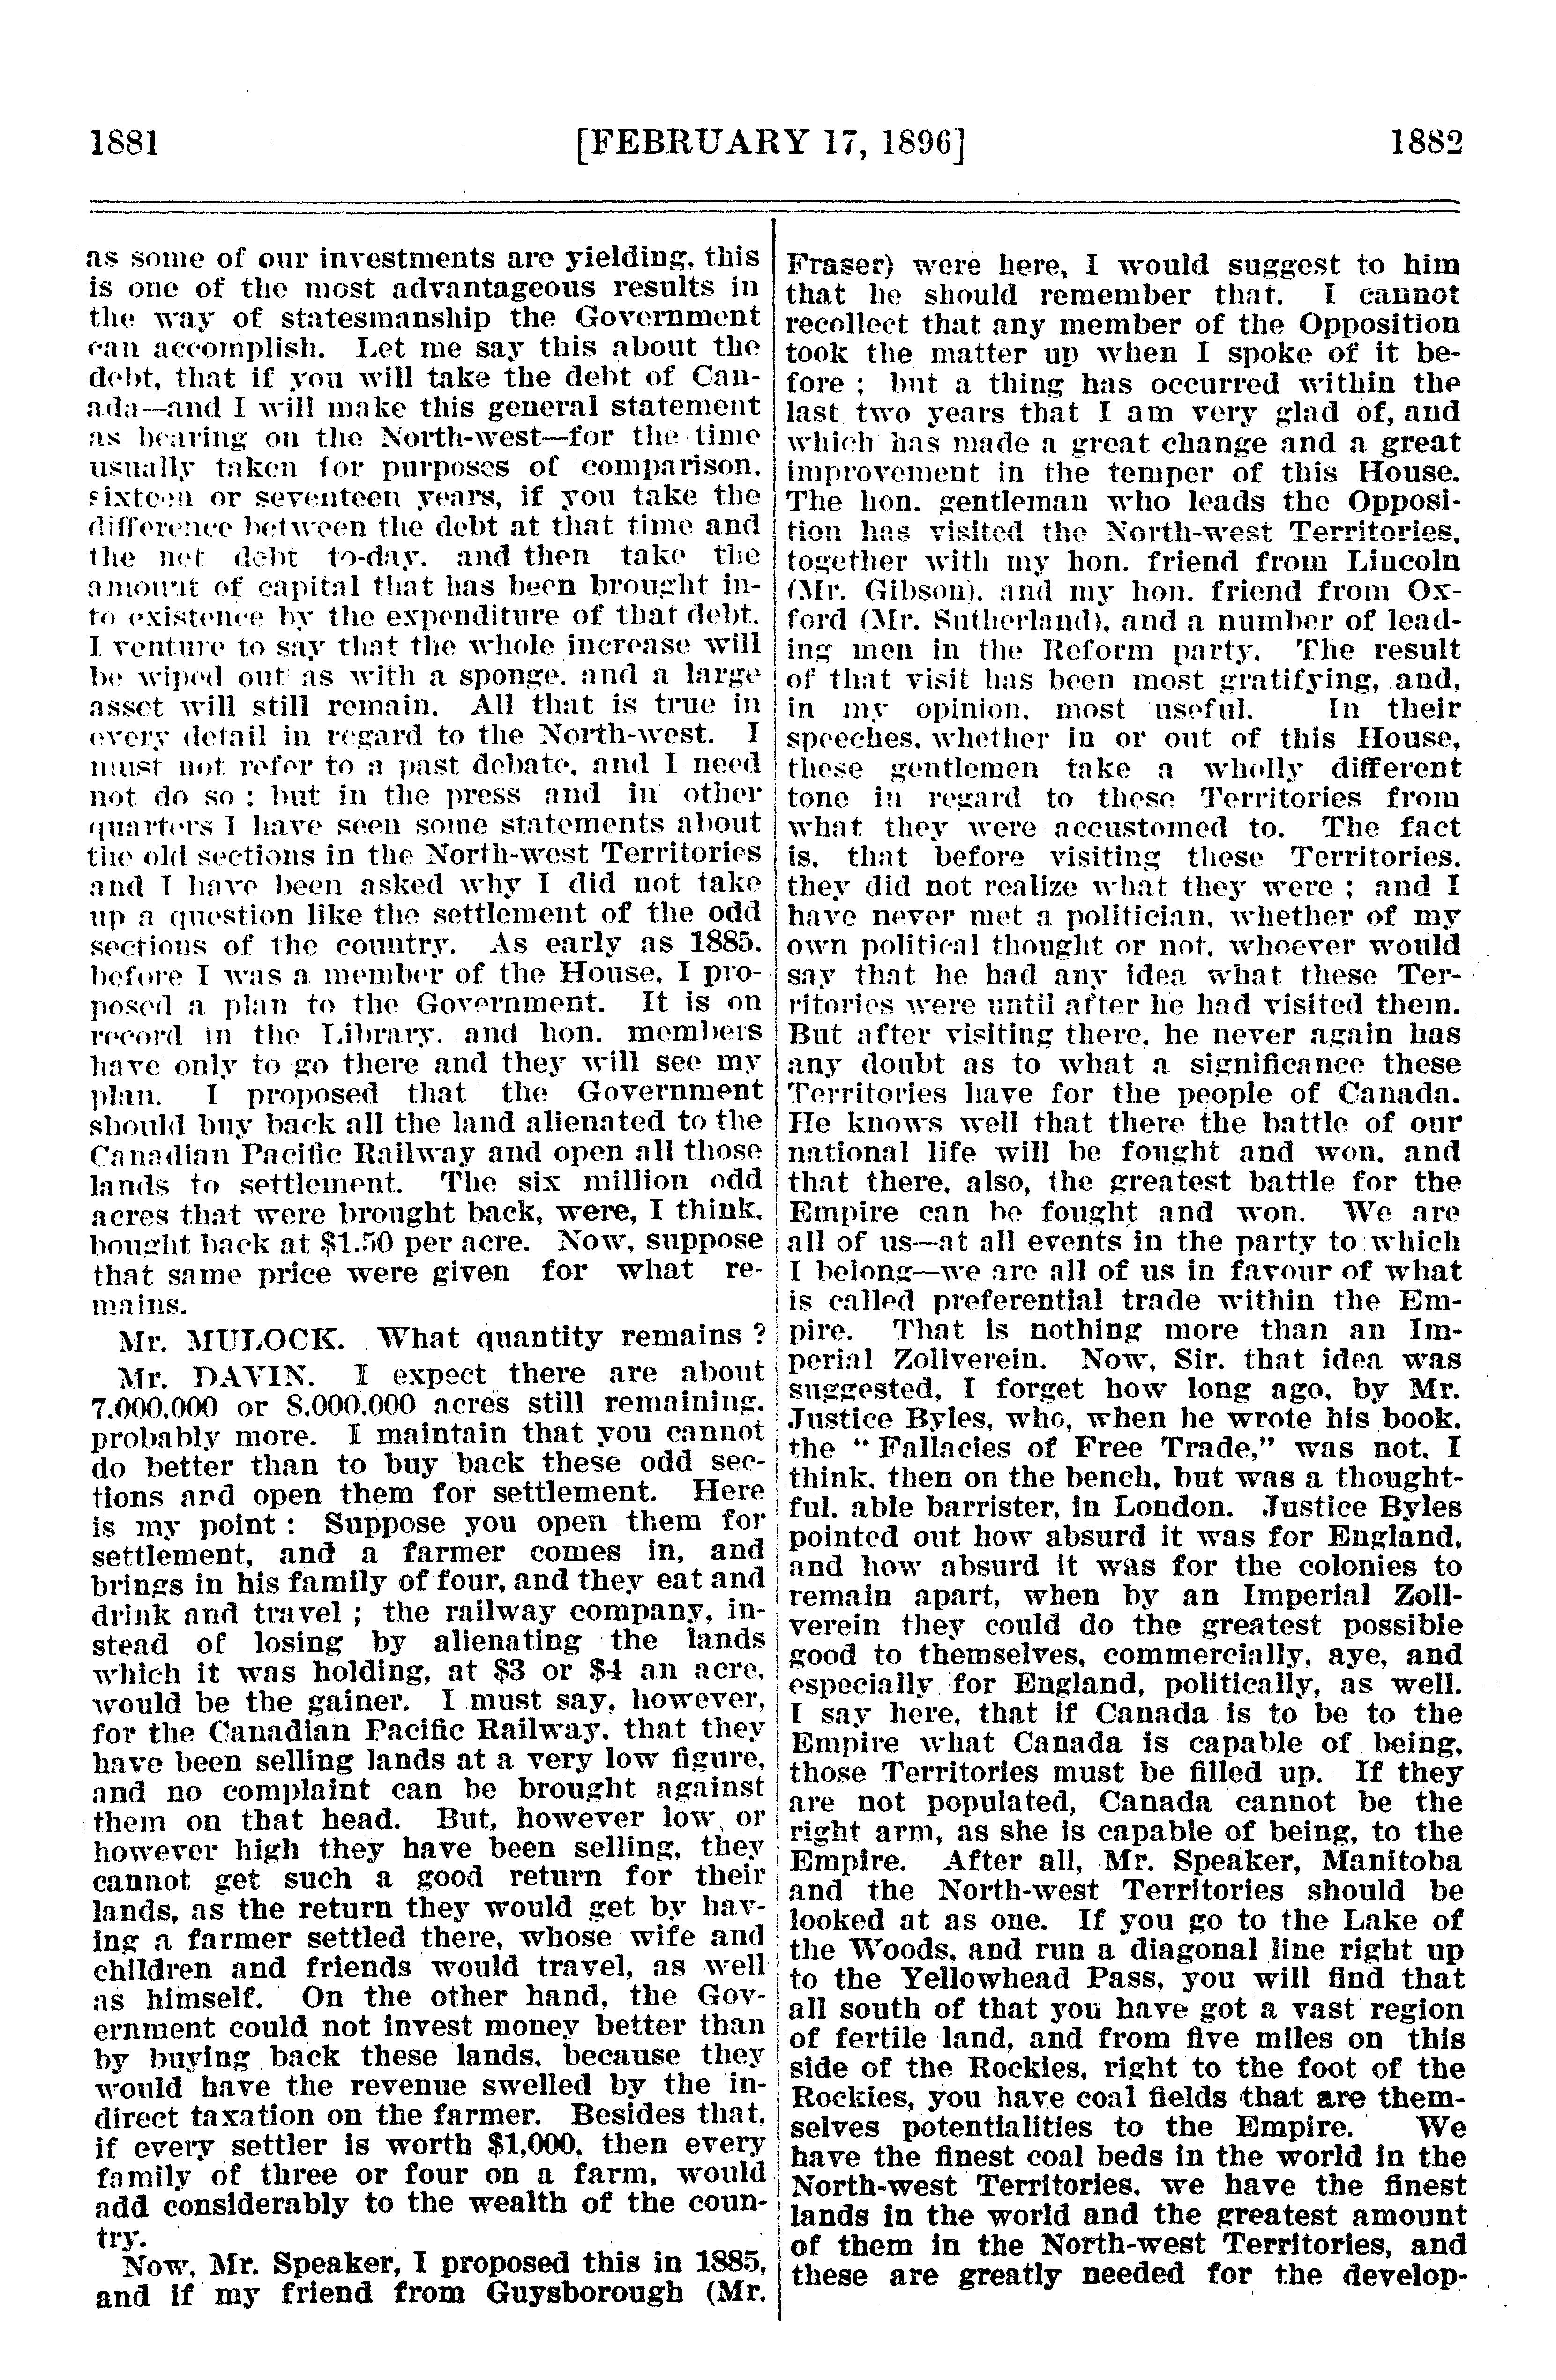 1881
[FEBRUARY 17, 1896]
1882
as some of our investments are yielding, this
is one of the most advantageous results in
the way of statesmanship the Government
can accomplish. Let me say this about the
debt, that if you will take the debt of Can-
ada—and I will make this general statement
as bearing on the North-west—for the time
usually taken for purposes of comparison,
sixteen or seventeen years, if you take the
difference between the debt at that time and
the net debt to-day, and then take the
amount of capital that has been brought in-
to existence by the expenditure of that debt,
I venture to say that the whole increase will
be wiped out as with a sponge, and a large
asset will still remain. All that is true in
every detail in regard to the North-west. I
must not refer to a past debate, and I need
not do so ; but in the press and in other
quarters I have seen some statements about
the old sections in the North-west Territories
and I have been asked why I did not take
up a question like the settlement of the odd
sections of the country. As early as 1885,
before I was a member of the House, I pro-
posed a plan to the Government. It is on
record in the Library, and hon. members
have only to go there and they will see my
plan. I proposed that the Government
should buy back all the land alienated to the
Canadian Pacific Railway and open all those
lands to settlement. The six million odd
acres that were brought back, were, I think,
bought back at $1.50 per acre. Now, suppose
that same price were given for what re-
mains.
Mr. MULOCK. What quantity remains ?
Mr. DAVIN. I expect there are about
7,000,000 or 8,000,000 acres still remaining,
probably more. I maintain that you cannot
do better than to buy back these odd sec-
tions and open them for settlement. Here
is my point : Suppose you open them for
settlement, and a farmer comes in, and
brings in his family of four, and they eat and
drink and travel ; the railway company, in-
stead of losing by alienating the lands
which it was holding, at $3 or $4 an acre,
would be the gainer. I must say, however,
for the Canadian Pacific Railway, that they
have been selling lands at a very low figure,
and no complaint can be brought against
them on that head. But, however low or
however high they have been selling, they
cannot get such a good return for their
lands, as the return they would get by hav-
ing a farmer settled there, whose wife and
children and friends would travel, as well
as himself. On the other hand, the Gov-
ernment could not invest money better than
by buying back these lands, because they
would have the revenue swelled by the in-
direct taxation on the farmer. Besides that,
if every settler is worth $1,000, then every
family of three or four on a farm, would
add considerably to the wealth of the coun-
try.
Now, Mr. Speaker, I proposed this in 1885,
and if my friend from Guysborough (Mr.
Fraser) were here, I would suggest to him
that he should remember that. I cannot
recollect that any member of the Opposition
took the matter up when I spoke of it be-
fore ; but a thing has occurred within the
last two years that I am very glad of, and
which has made a great change and a great
improvement in the temper of this House.
The hon. gentleman who leads the Opposi-
tion has visited the North-west Territories,
together with my hon. friend from Lincoln
(Mr. Gibson), and my hon. friend from Ox-
ford (Mr. Sutherland), and a number of lead-
ing men in the Reform party. The result
of that visit has been most gratifying, and,
in my opinion, most useful. In their
speeches, whether in or out of this House,
these gentlemen take a wholly different
tone in regard to these Territories from
what they were accustomed to. The fact
is, that before visiting these Territories,
they did not realize what they were ; and I
have never met a politician, whether of my
own political thought or not, whoever would
say that he had any idea what these Ter-
ritories were until after he had visited them.
But after visiting there, he never again has
any doubt as to what a significance these
Territories have for the people of Canada.
He knows well that there the battle of our
national life will be fought and won, and
that there, also, the greatest battle for the
Empire can be fought and won. We are
all of us—at all events in the party to which
I belong—we are all of us in favour of what
is called preferential trade within the Em-
pire. That is nothing more than an Im-
perial Zollverein. Now, Sir, that idea was
suggested, I forget how long ago, by Mr.
Justice Byles, who, when he wrote his book,
the " Fallacies of Free Trade," was not, I
think, then on the bench, but was a thought-
ful, able barrister, in London. Justice Byles
pointed out how absurd it was for England,
and how absurd it was for the colonies to
remain apart, when by an Imperial Zoll-
verein they could do the greatest possible
good to themselves, commercially, aye, and
especially for England, politically, as well.
I say here, that if Canada is to be to the
Empire what Canada is capable of being,
those Territories must be filled up. If they
are not populated, Canada cannot be the
right arm, as she is capable of being, to the
Empire. After all, Mr. Speaker, Manitoba
and the North-west Territories should be
looked at as one. If you go to the Lake of
the Woods, and run a diagonal line right up
to the Yellowhead Pass, you will find that
all south of that you have got a vast region
of fertile land, and from five miles on this
side of the Rockies, right to the foot of the
Rockies, you have coal fields that are them-
selves potentialities to the Empire. We
have the finest coal beds in the world in the
North-west Territories, we have the finest
lands in the world and the greatest amount
of them in the North-west Territories, and
these are greatly needed for the develop-